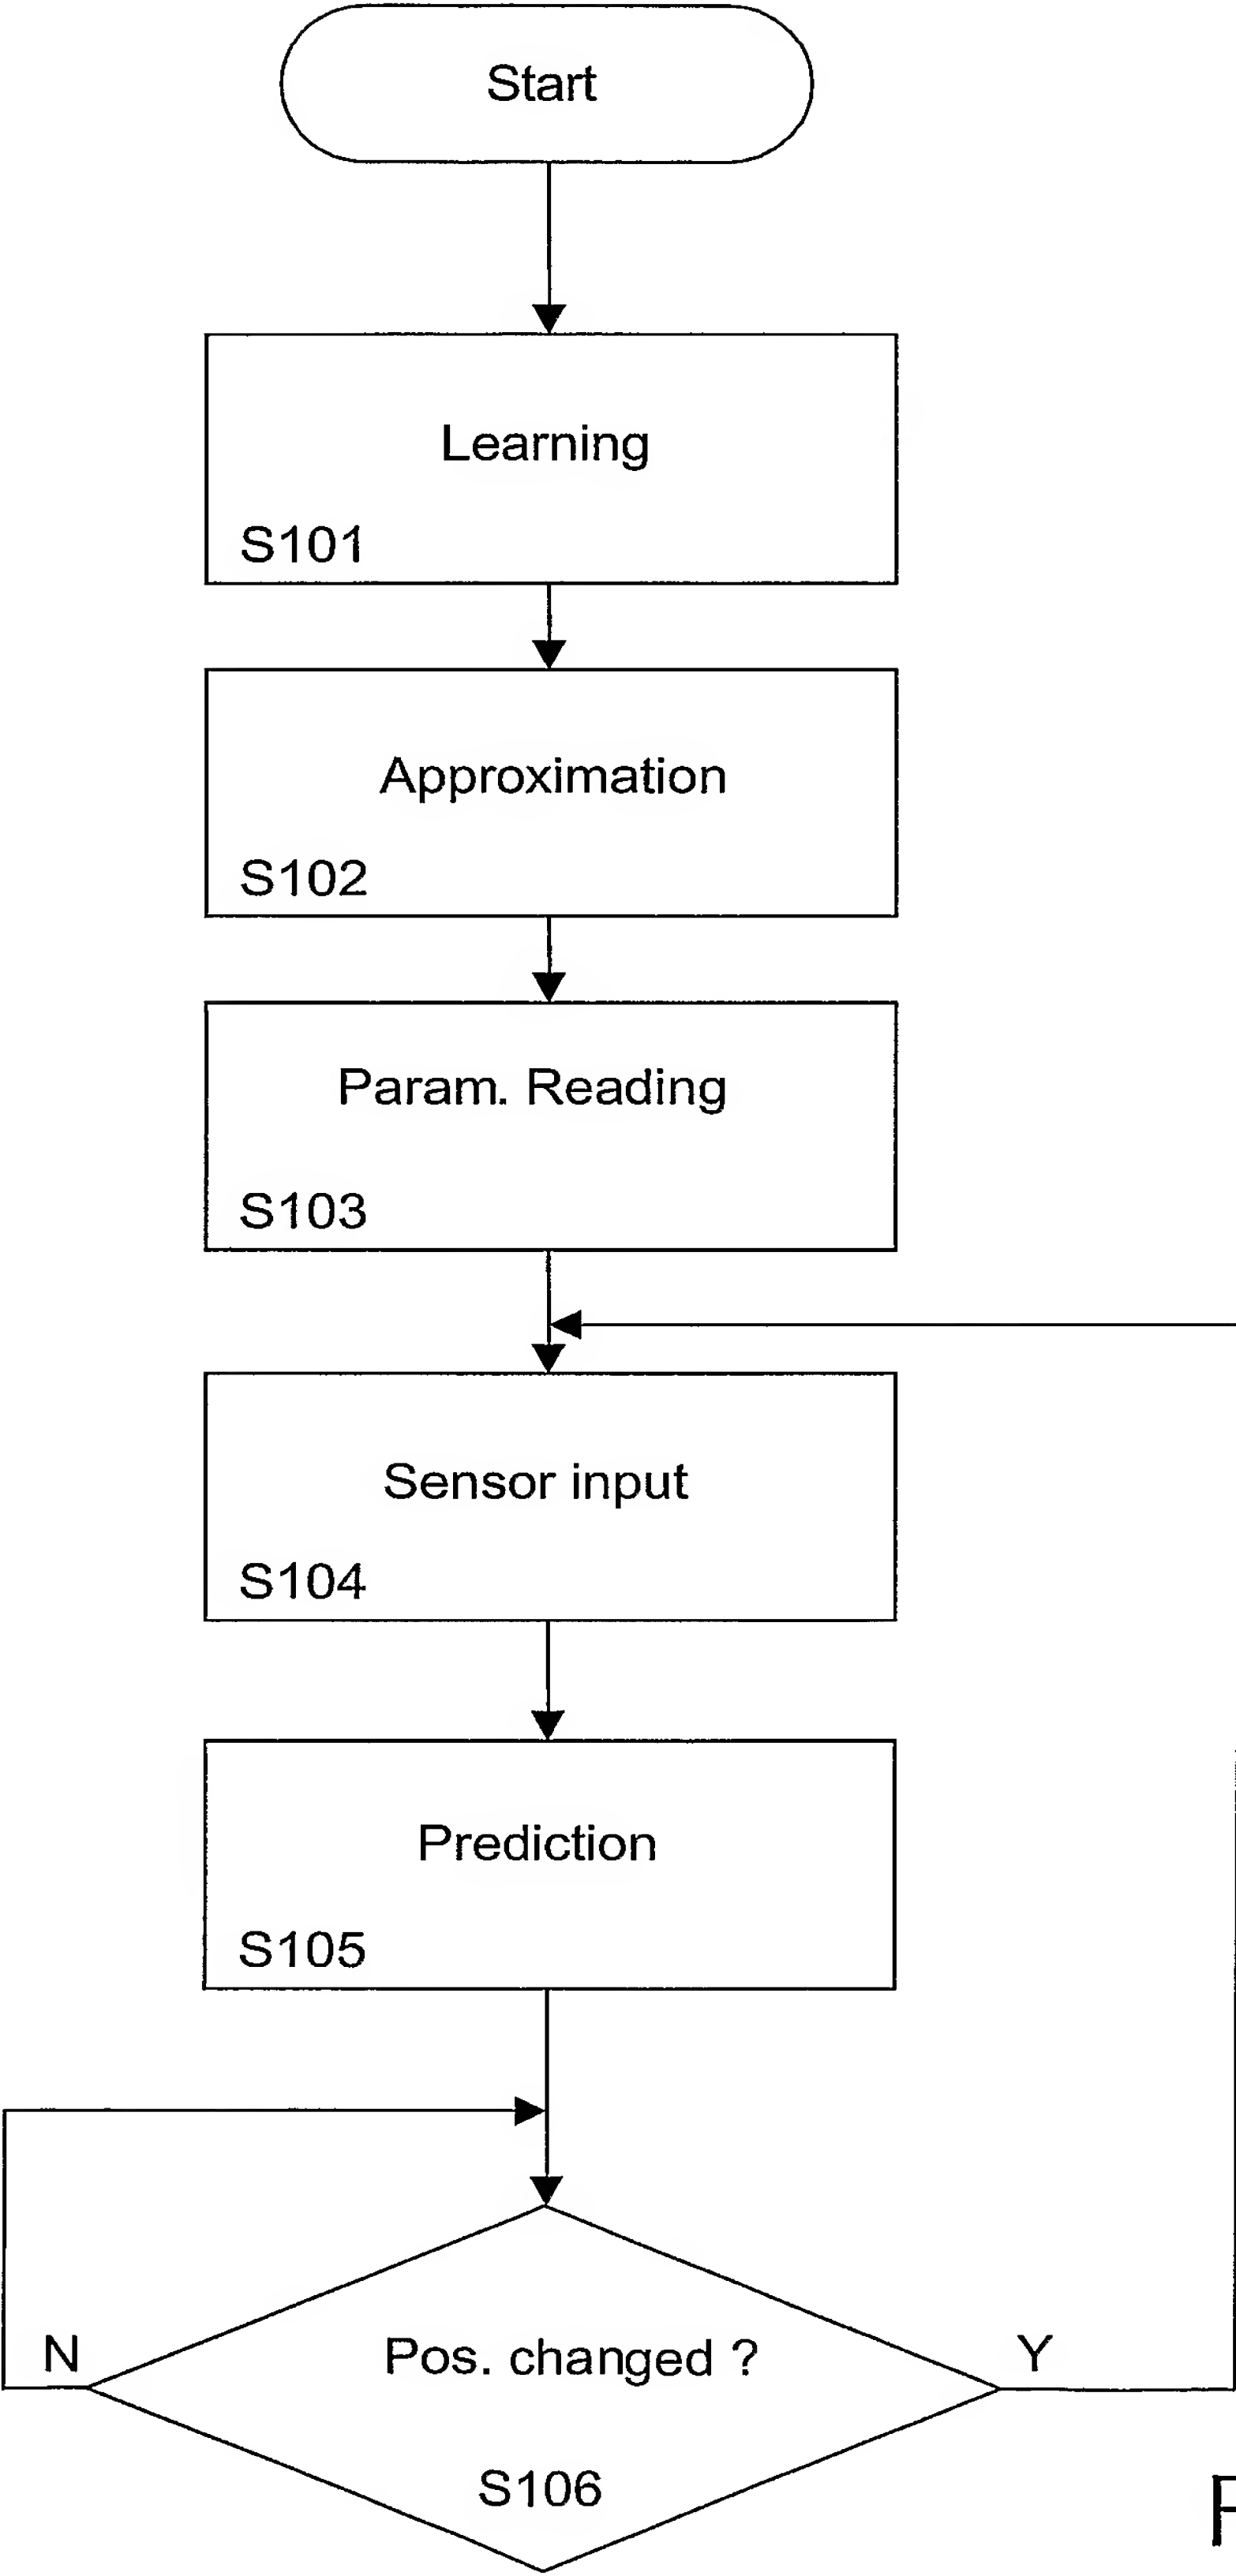 Start
Learning
S101
Approximation
S102
Param. Reading
S103
Sensor input
S104
Prediction
S105
N
Pos. changed ?
Y
S106